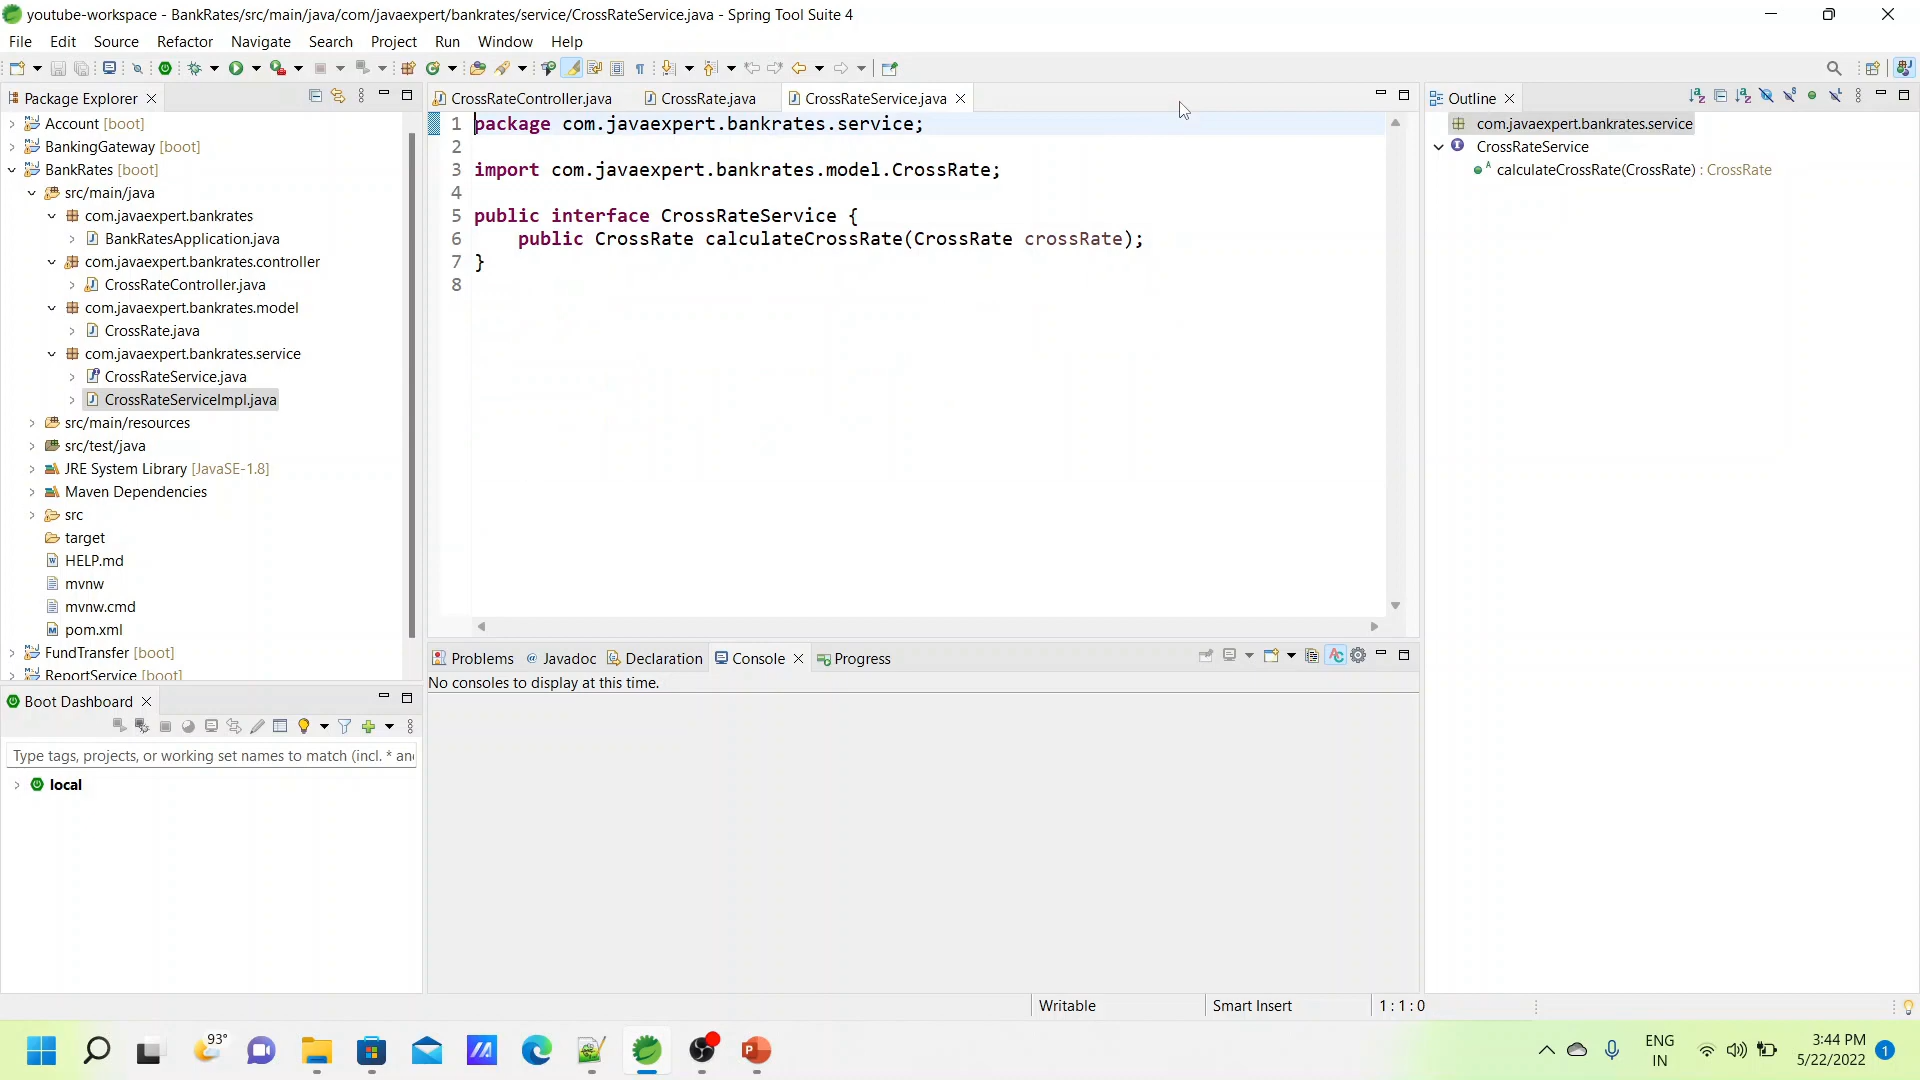 youtube-workspace - BankRates/src/main/java/com/javaexpert/bankrates/service/CrossRateService.java - Spring Tool Suite 4
File Edit Source Refactor Navigate Search Project Run Window Help
Package Explorer
Account [boot]
BankingGateway [boot]
BankRates [boot]
src/main/java
com.javaexpert.bankrates
BankRatesApplication.java
com.javaexpert.bankrates.controller
CrossRateController.java
com.javaexpert.bankrates.model
CrossRate.java
com.javaexpert.bankrates.service
CrossRateService.java
CrossRateServiceImpl.java
src/main/resources
src/test/java
JRE System Library [JavaSE-1.8]
Maven Dependencies
src
target
HELP.md
mvnw
mvnw.cmd
pom.xml
FundTransfer [boot]
ReportService [boot]
CrossRateController.java CrossRate.java CrossRateService.java
1 package com.javaexpert.bankrates.service;
2
3 import com.javaexpert.bankrates.model.CrossRate;
4
5 public interface CrossRateService {
6 public CrossRate calculateCrossRate(CrossRate crossRate);
7 }
8
Outline
com.javaexpert.bankrates.service
CrossRateService
calculateCrossRate(CrossRate) : CrossRate
Problems Javadoc Declaration Console Progress
No consoles to display at this time.
Boot Dashboard
Type tags, projects, or working set names to match (incl. * an
local
Writable Smart Insert 1 : 1 : 0
93°
ENG
IN
3:44 PM
5/22/2022
1